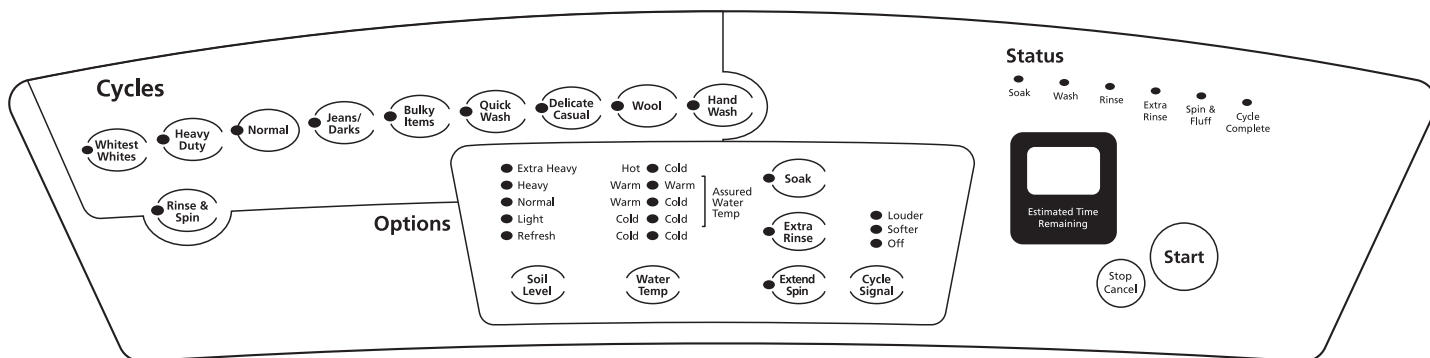 Cycles
Whitest
Whites
Heavy
Duty
Normal
Jeans/
Darks
Bulky
Items
Quick
Wash
Delicate
Casual
Wool
Hand
Wash
Rinse &
Spin
Options
Extra Heavy
Heavy
Normal
Light
Refresh
Soil
Level
Hot Cold
Warm Warm
Warm Cold
Cold Cold
Cold Cold
Assured
Water
Temp
Water
Temp
Soak
Extra
Rinse
Extend
Spin
Louder
Softer
Off
Cycle
Signal
Status
Soak
Wash
Rinse
Extra
Rinse
Spin &
Fluff
Cycle
Complete
Estimated Time
Remaining
Stop
Cancel
Start